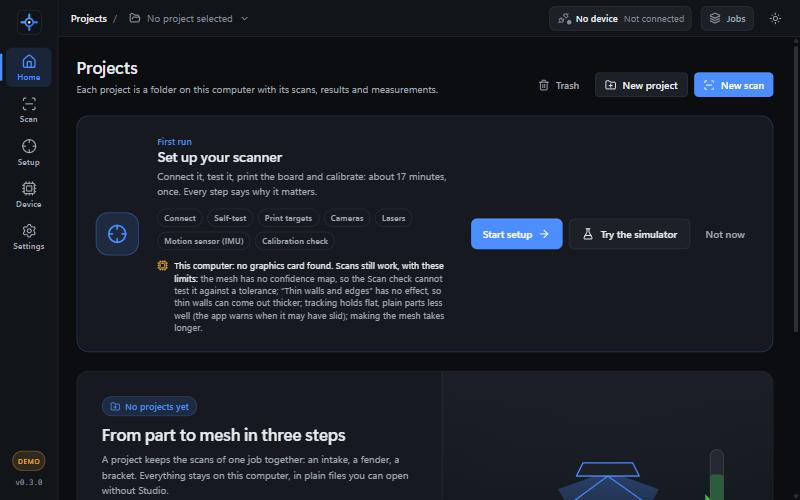 Projects / No project selected
No device Not connected
Jobs
Home
Scan
Setup
Device
Settings
DEMO
v0.3.0
Projects
Each project is a folder on this computer with its scans, results and measurements.
Trash
New project
New scan
First run
Set up your scanner
Connect it, test it, print the board and calibrate: about 17 minutes,
once. Every step says why it matters.
Connect Self-test Print targets Cameras Lasers
Motion sensor (IMU) Calibration check
This computer: no graphics card found. Scans still work, with these
limits: the mesh has no confidence map, so the Scan check cannot
test it against a tolerance; "Thin walls and edges" has no effect, so
thin walls can come out thicker; tracking holds flat, plain parts less
well (the app warns when it may have slid); making the mesh takes
longer.
Start setup
Try the simulator
Not now
No projects yet
From part to mesh in three steps
A project keeps the scans of one job together: an intake, a fender, a
bracket. Everything stays on this computer, in plain files you can open
without Studio.